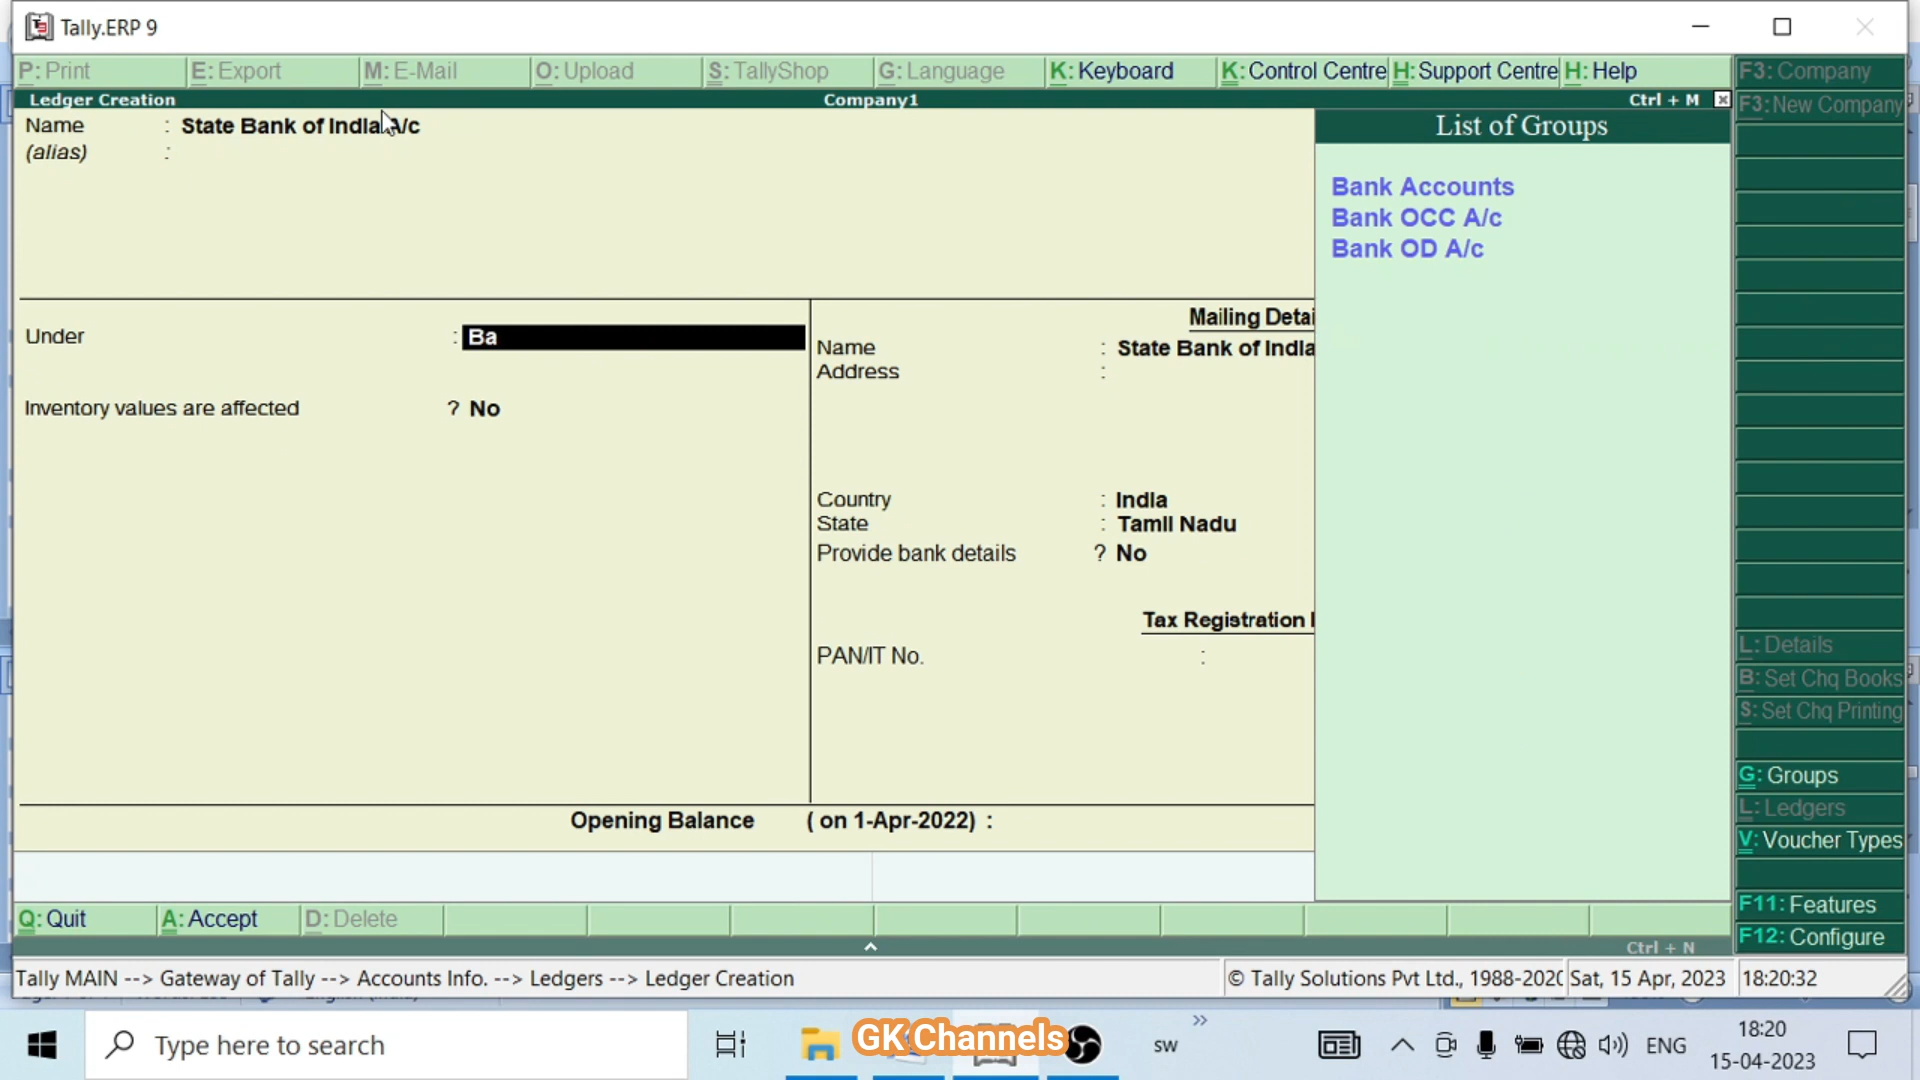 Tally.ERP 9
P: Print E: Export M: E-Mail O: Upload S: TallyShop G: Language K: Keyboard K: Control Centre H: Support Centre H: Help F3: Company
Ledger Creation Company1 Ctrl + M F3: New Company
Name : State Bank of India A/c List of Groups
(alias) :
Bank Accounts
Bank OCC A/c
Bank OD A/c
Mailing Detai
Under : Ba
Name : State Bank of India
Address :
Inventory values are affected ? No
Country : India
State : Tamil Nadu
Provide bank details ? No
Tax Registration
PAN/IT No. :
L: Details
B: Set Chq Books
S: Set Chq Printing
G: Groups
L: Ledgers
V: Voucher Types
Opening Balance ( on 1-Apr-2022) :
F11: Features
Q: Quit A: Accept D: Delete
F12: Configure
Ctrl + N
Tally MAIN --> Gateway of Tally --> Accounts Info. --> Ledgers --> Ledger Creation © Tally Solutions Pvt Ltd., 1988-202 Sat, 15 Apr, 2023 18:20:32
Type here to search GK Channels sw ENG 18:20
15-04-2023